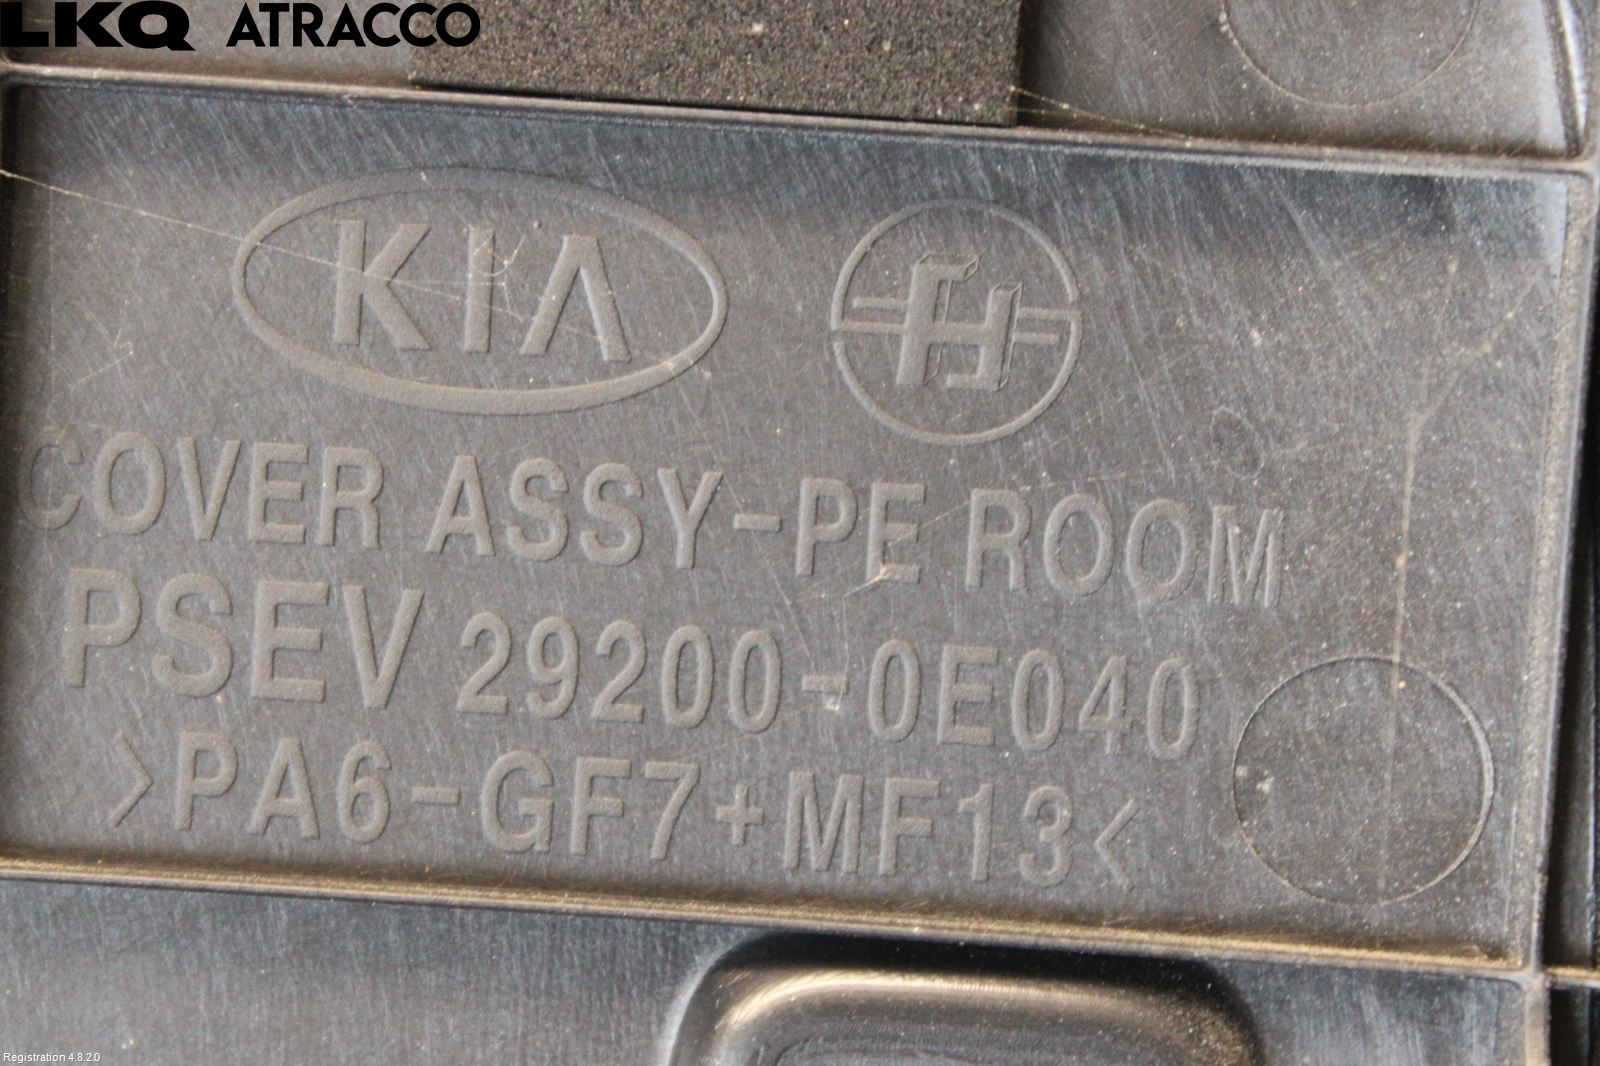 LKQ ATRACCO
KIA
COVER ASSY-PE ROOM
PSEV 29200-0E040
>PA6-GF7+MF13<
Registration 4.8.2.0